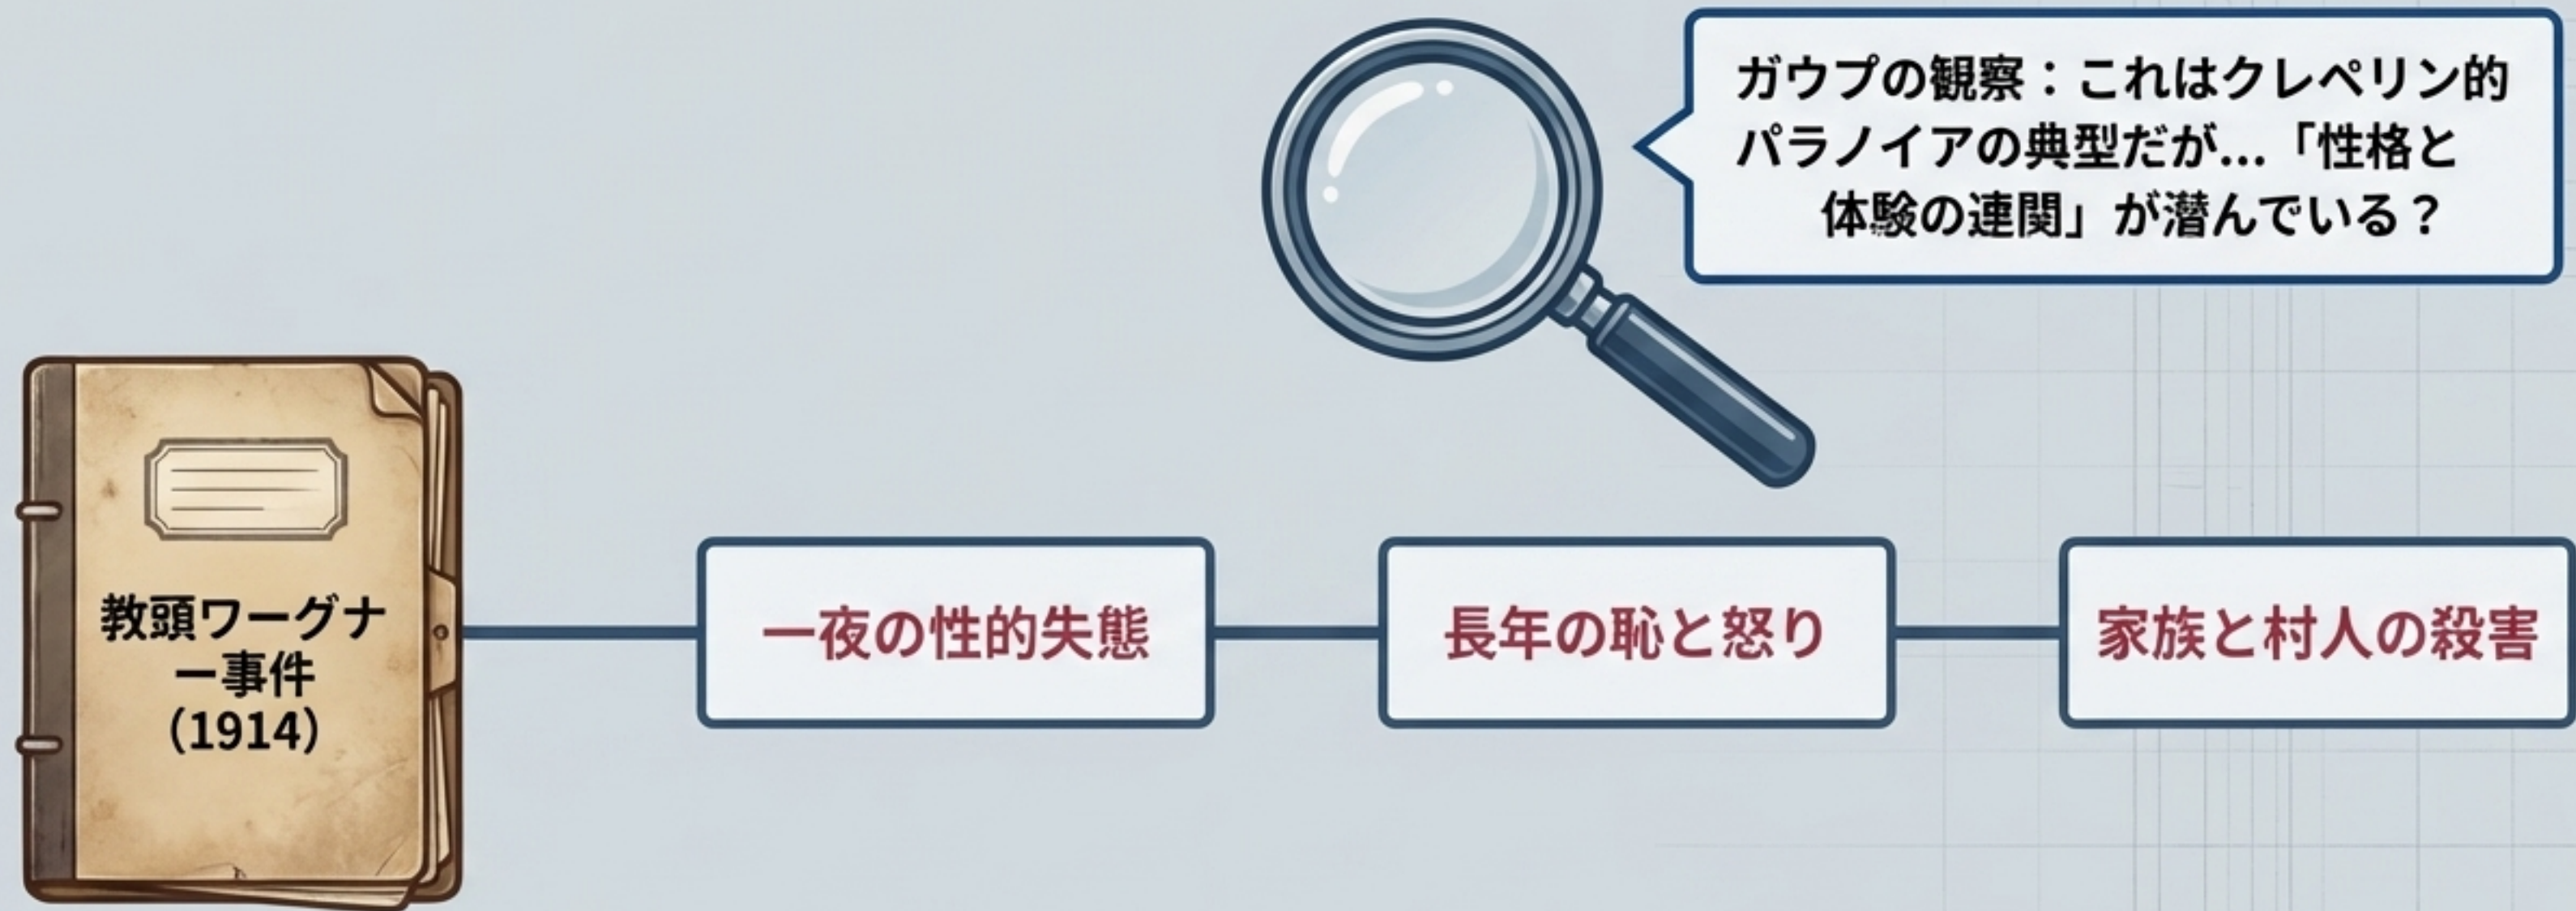 ガウプの観察：これはクレペリン的
パラノイアの典型だが...「性格と
体験の連関」が潜んでいる？
教頭ワーグナ
ー事件
（1914）
一夜の性的失態
長年の恥と怒り
家族と村人の殺害